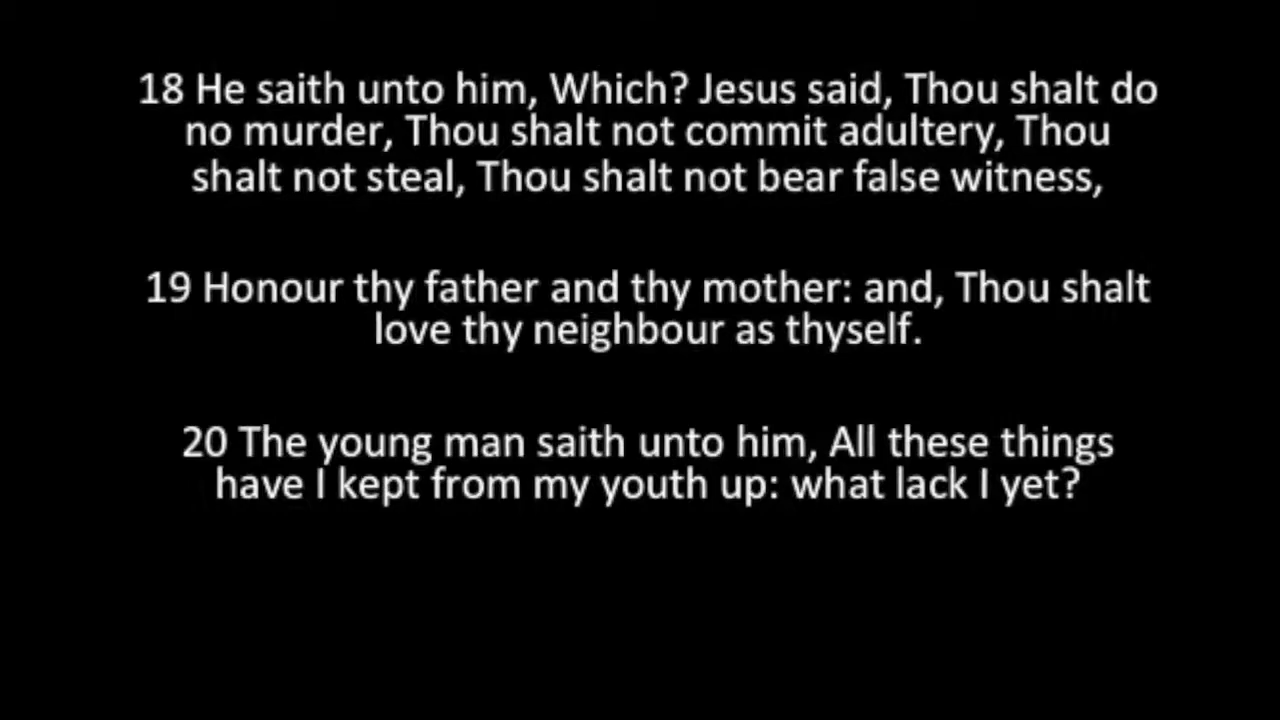 18 He saith unto him, Which? Jesus said, Thou shalt do
no murder, Thou shalt not commit adultery, Thou
shalt not steal, Thou shalt not bear false witness,
19 Honour thy father and thy mother: and, Thou shalt
love thy neighbour as thyself.
20 The young man saith unto him, All these things
have I kept from my youth up: what lack I yet?